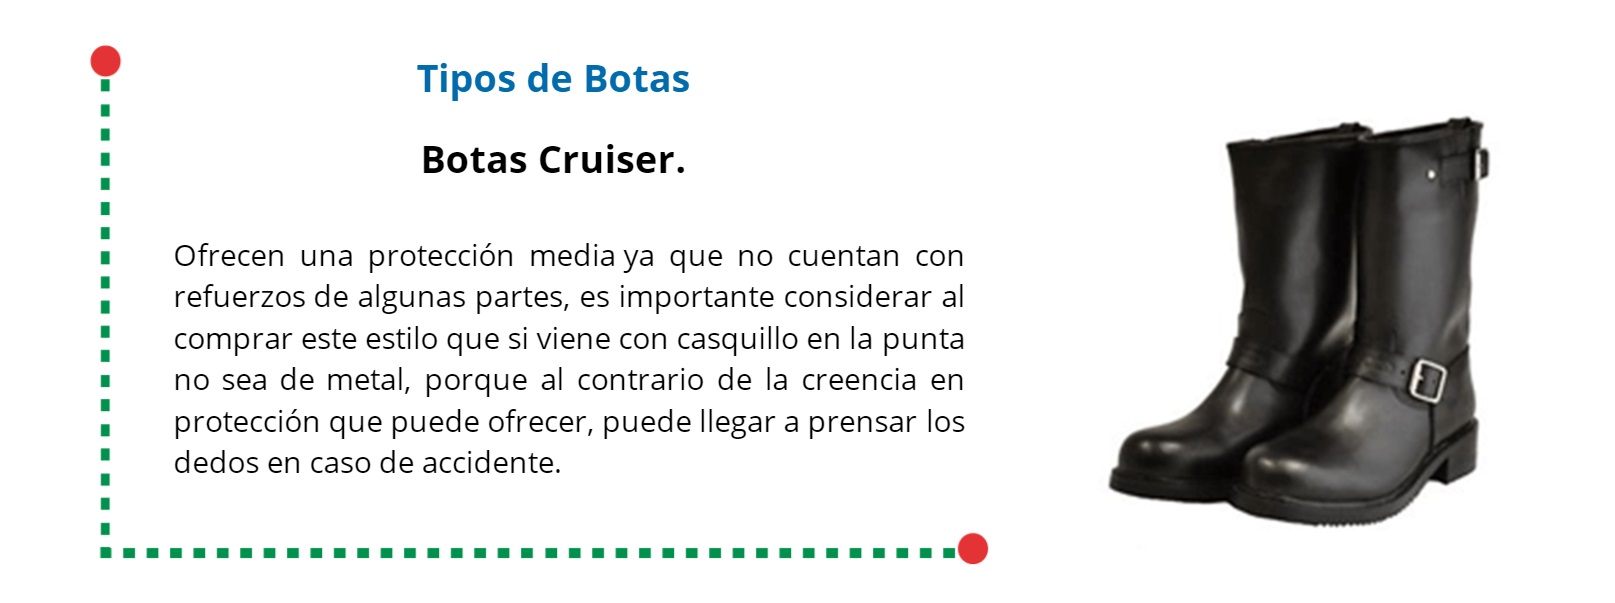 Tipos de Botas
Botas Cruiser.
Ofrecen una protección media ya que no cuentan con
refuerzos de algunas partes, es importante considerar al
comprar este estilo que si viene con casquillo en la punta
no sea de metal, porque al contrario de la creencia en
protección que puede ofrecer, puede llegar a prensar los
dedos en caso de accidente.